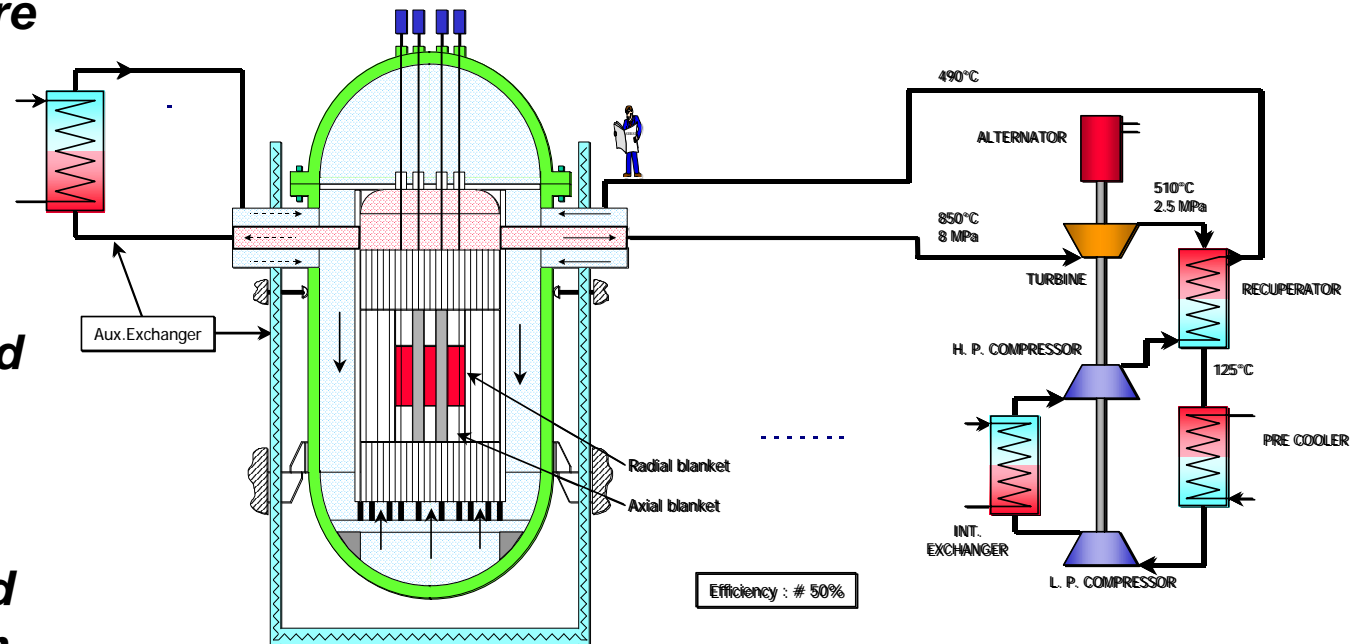 re
490°C
ALTERNATOR
510°C
2.5 MPa
850°C
8 MPa
TURBINE
RECUPERATOR
Aux.Exchanger
d
H. P. COMPRESSOR
125°C
PRE COOLER
Radial blanket
Axial blanket
INT.
EXCHANGER
L. P. COMPRESSOR
Efficiency : # 50%
d